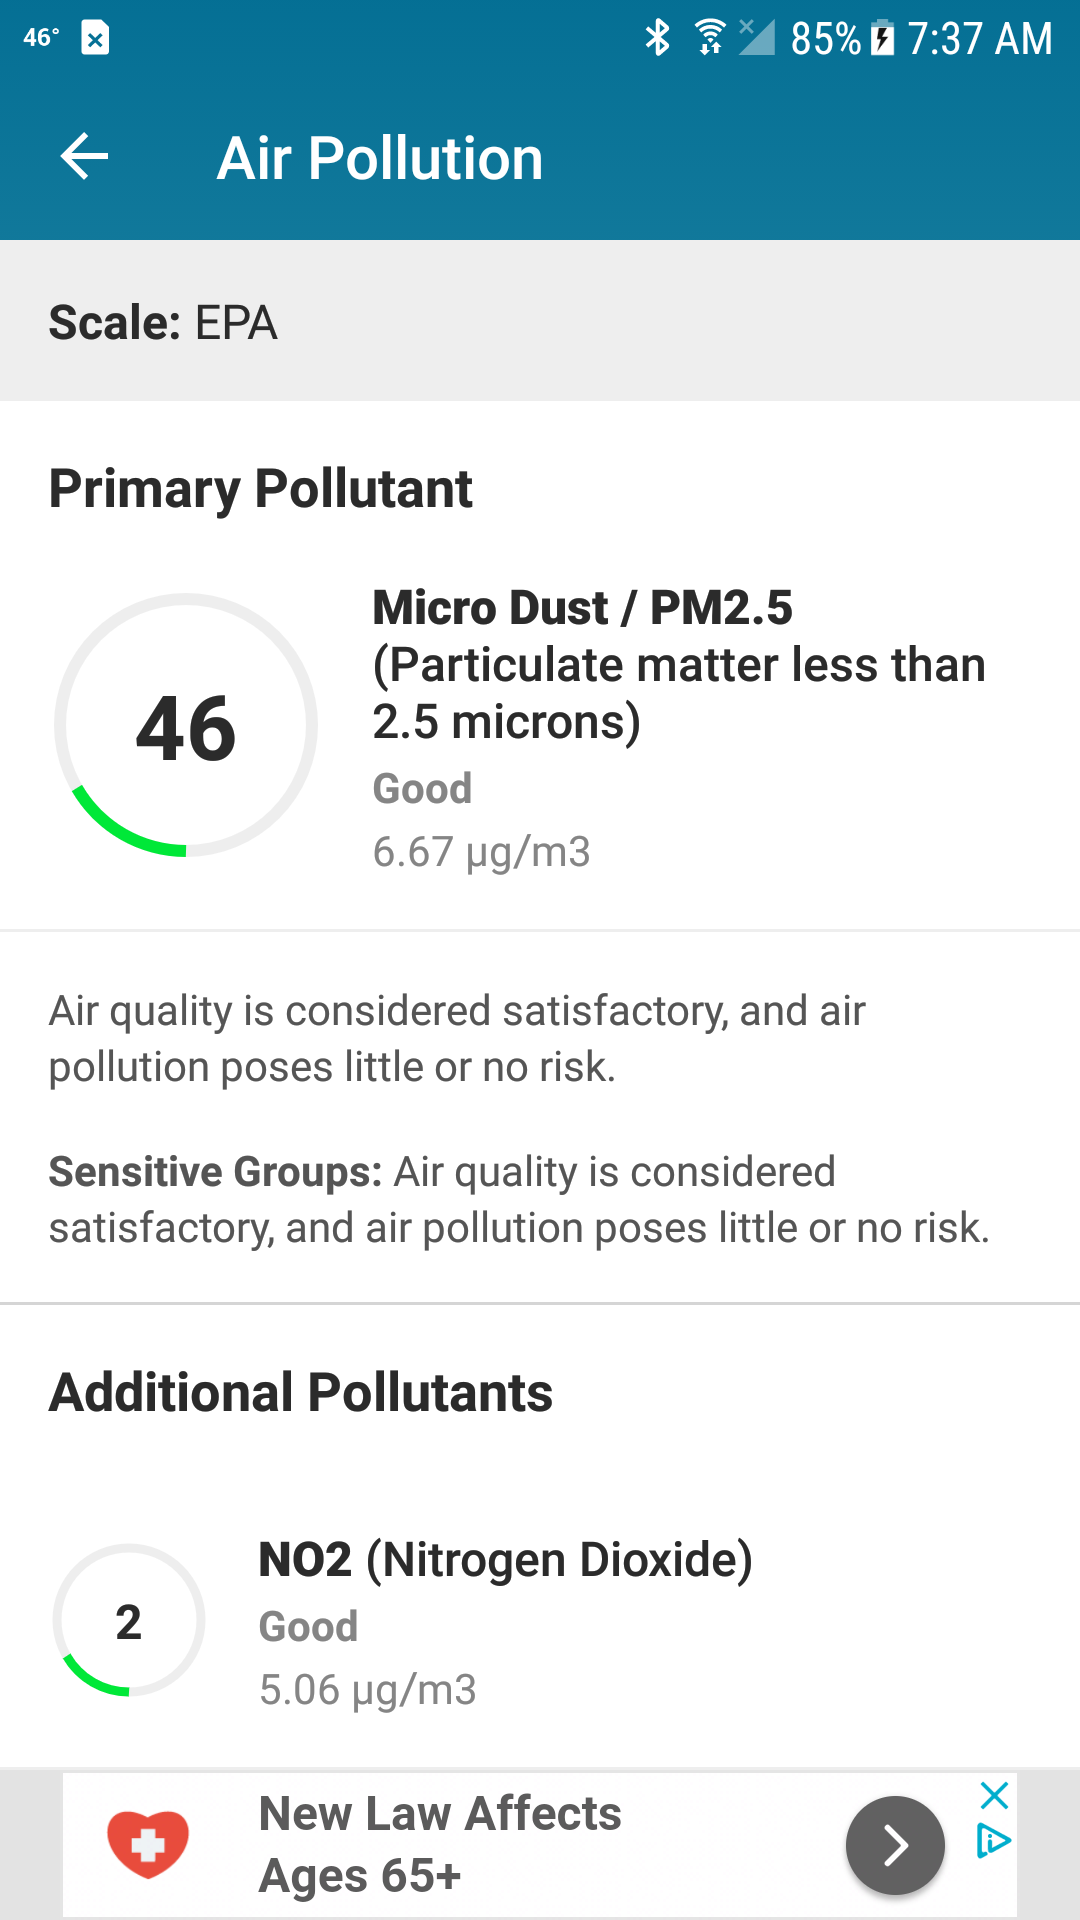 46° 85% 7:37 AM
Air Pollution
Scale: EPA
Primary Pollutant
46
Micro Dust / PM2.5
(Particulate matter less than
2.5 microns)
Good
6.67 µg/m3
Air quality is considered satisfactory, and air
pollution poses little or no risk.
Sensitive Groups: Air quality is considered
satisfactory, and air pollution poses little or no risk.
Additional Pollutants
2
NO2 (Nitrogen Dioxide)
Good
5.06 µg/m3
New Law Affects
Ages 65+